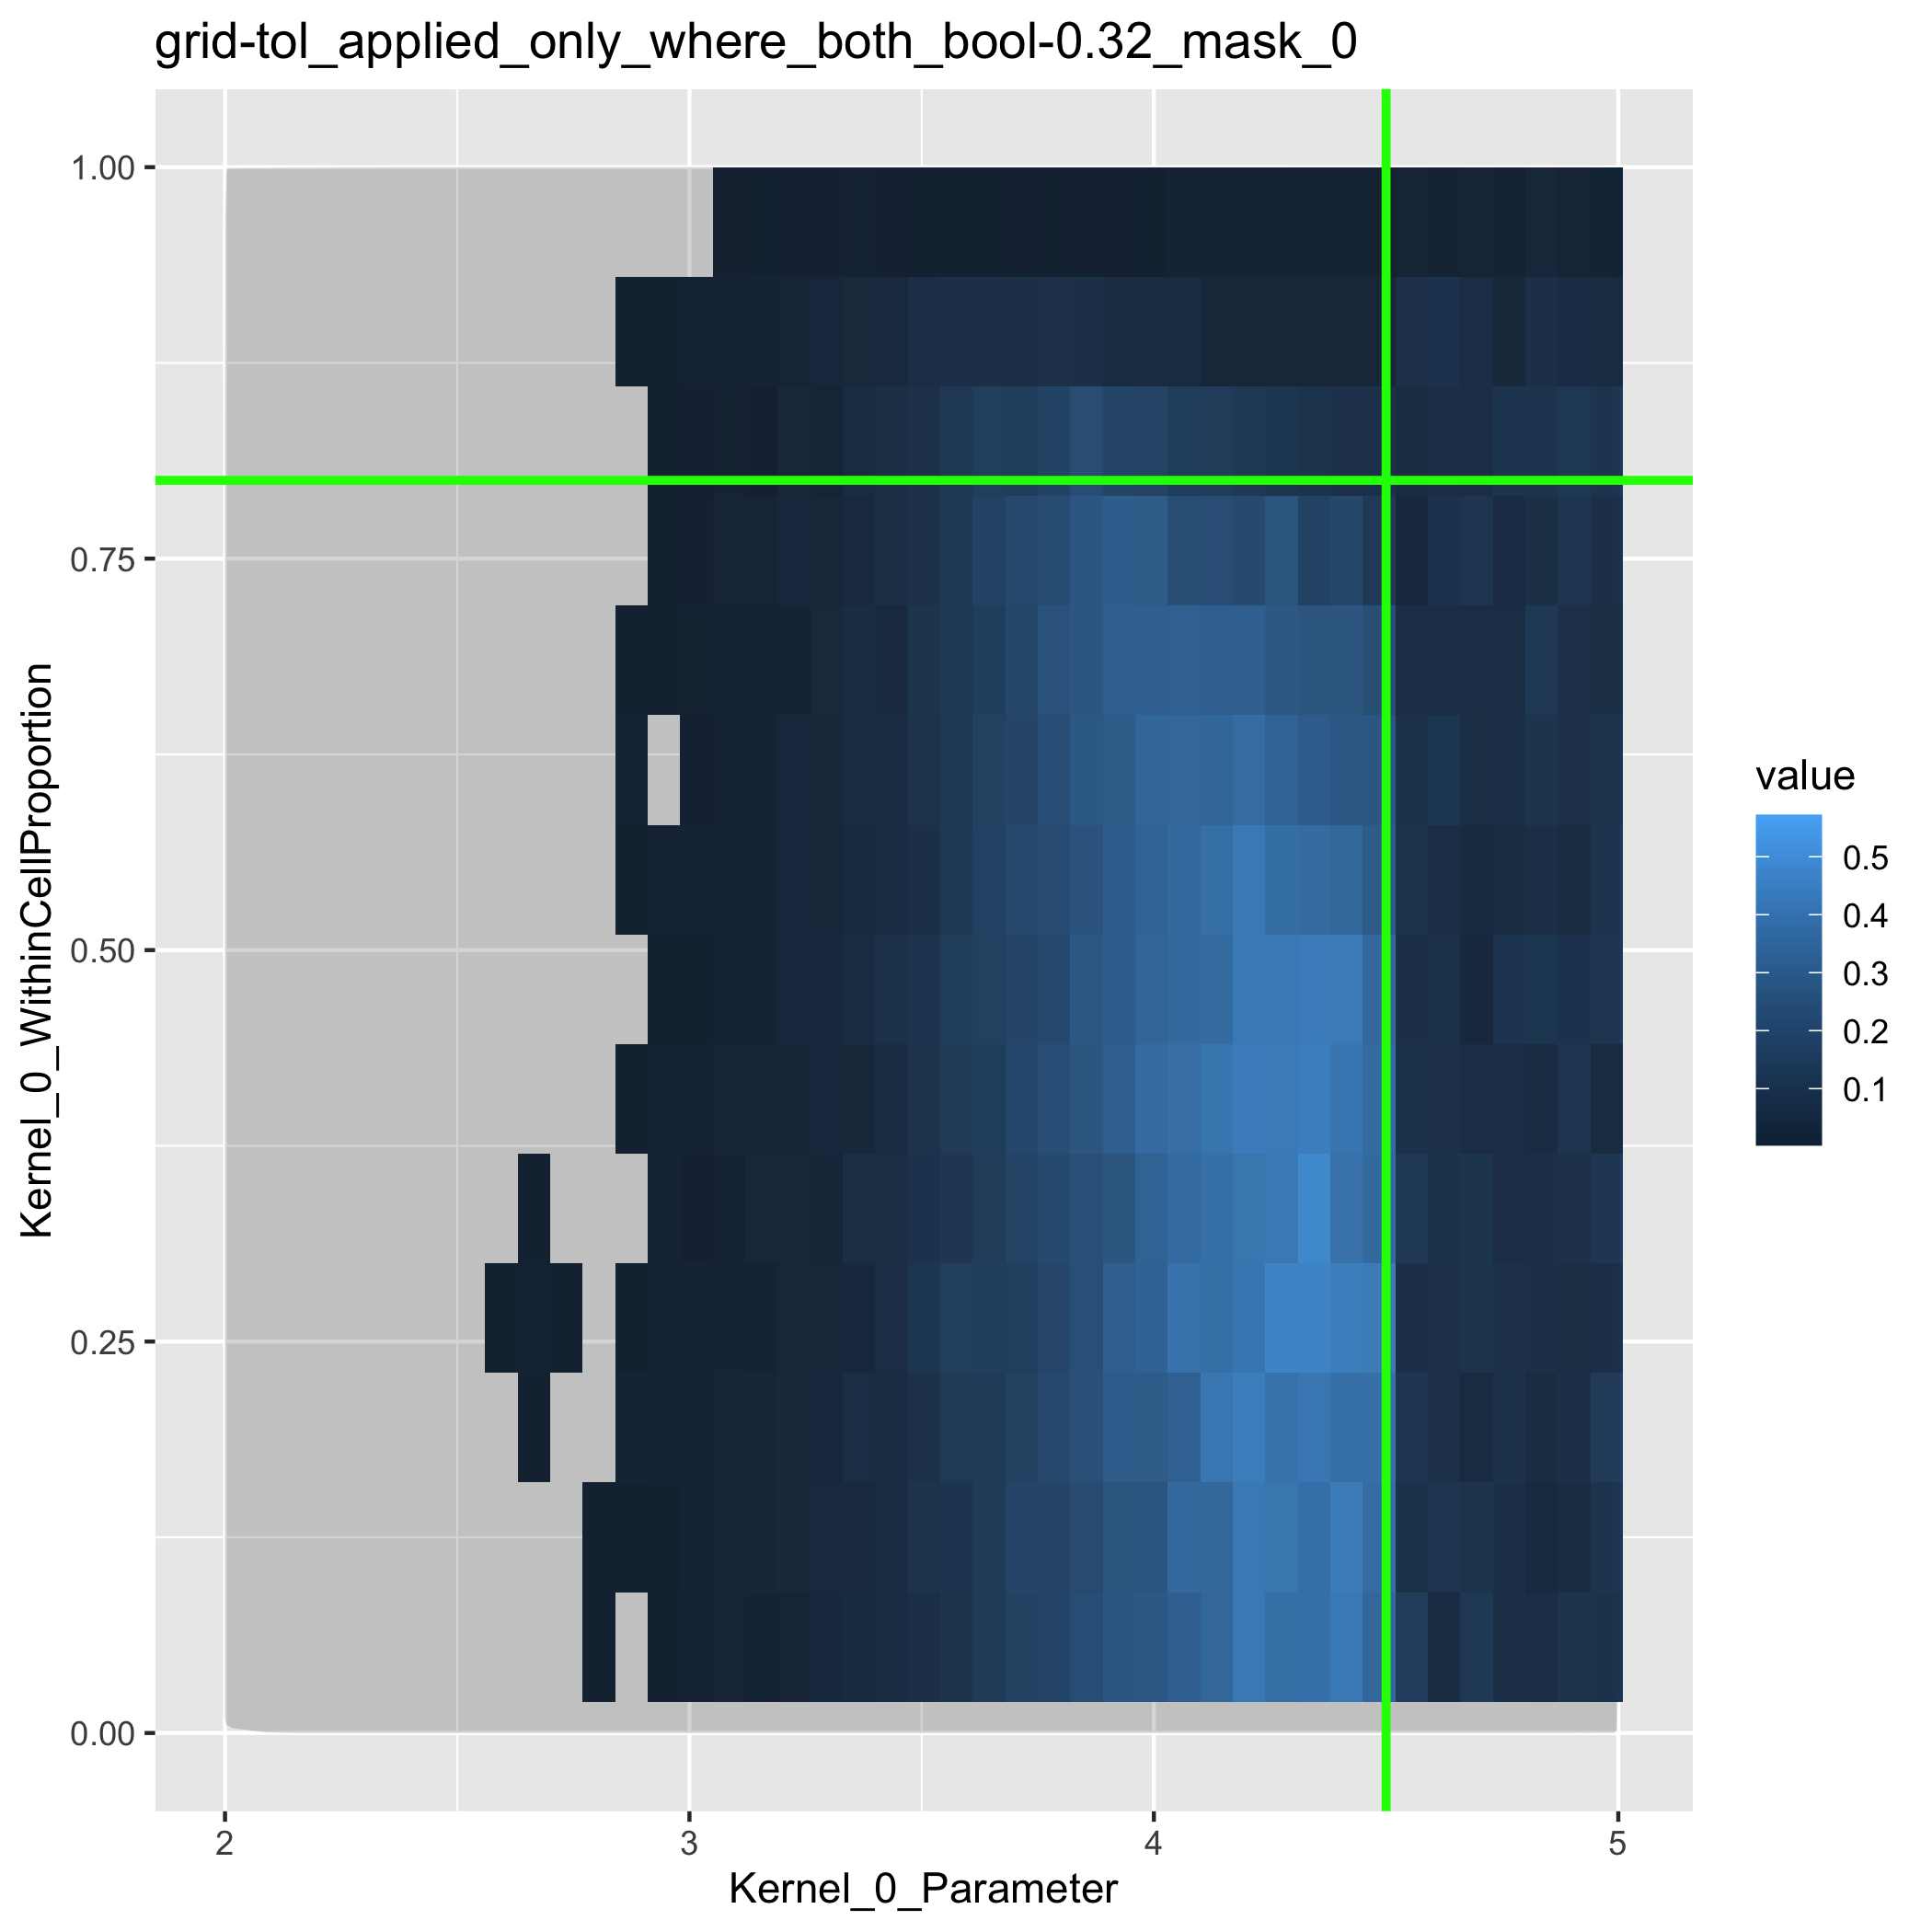 grid-tol_applied_only_where_both_bool-0.32_mask_0
1.00
0.75
0.50
0.25
0.00
Kernel_0_WithinCellProportion
2 3 4 5
Kernel_0_Parameter
value
0.5
0.4
0.3
0.2
0.1